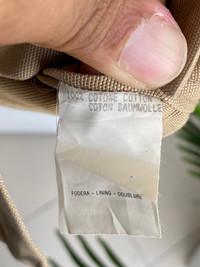 100% COTONE COTTON
COTON BAUMWOLLE
FODERA - LINING - DOUBLURE